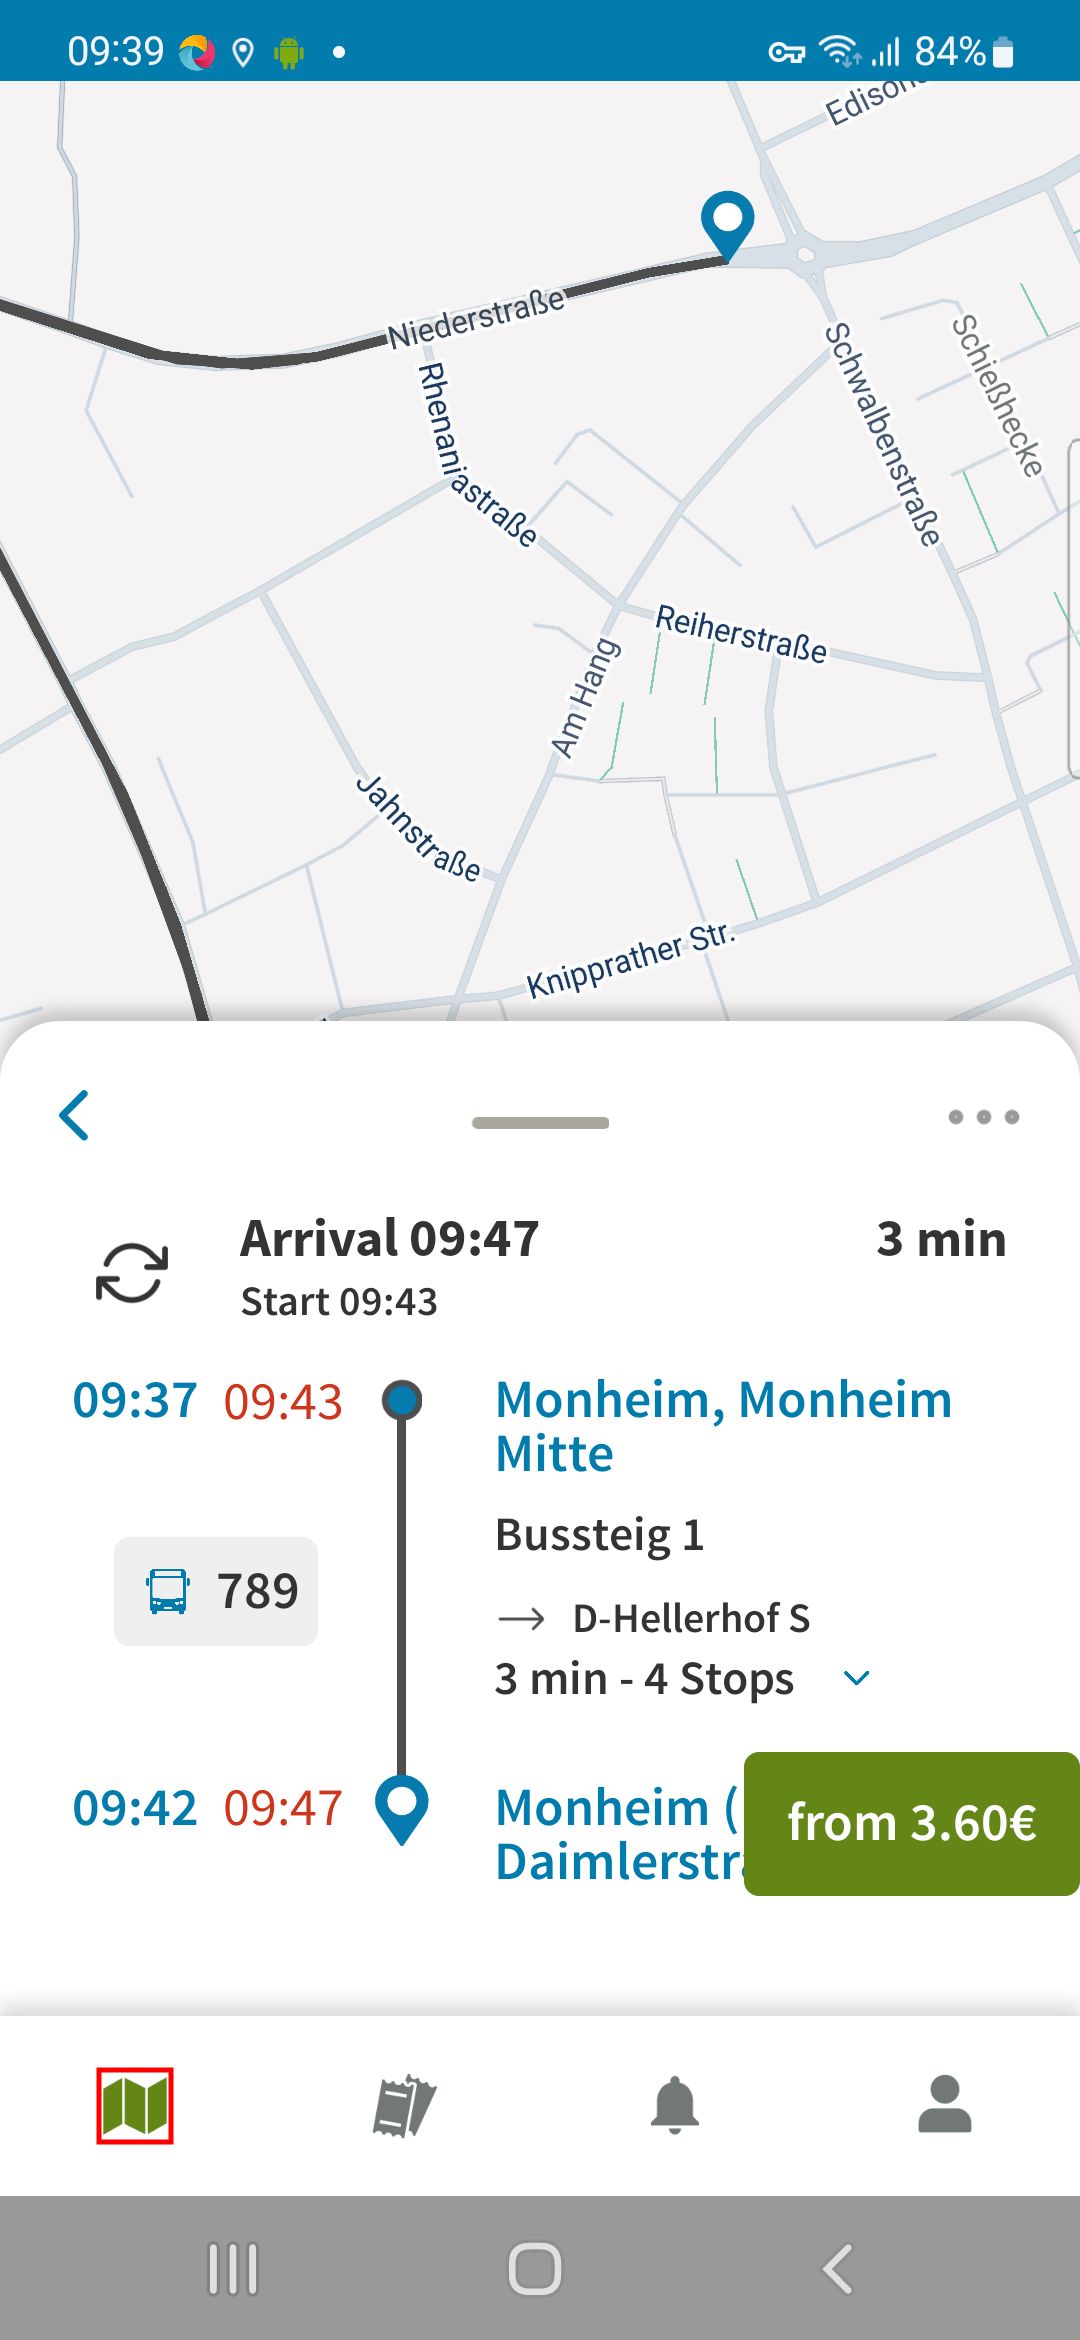 09:39
84%
Niederstraße
Rhenaniastraße
Schwalbenstraße
Schießhecke
Reiherstraße
Am Hang
Jahnstraße
Knipprather Str.
Arrival 09:47
3 min
Start 09:43
09:37 09:43
Monheim, Monheim
Mitte
Bussteig 1
789
→ D-Hellerhof S
3 min - 4 Stops
09:42 09:47
Monheim (
from 3.60€